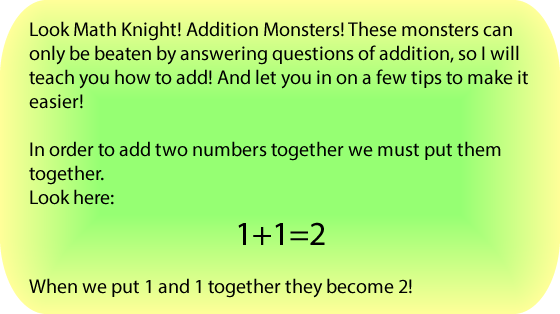 Look Math Knight! Addition Monsters! These monsters can
only be beaten by answering questions of addition, so I will
teach you how to add! And let you in on a few tips to make it
easier!
In order to add two numbers together we must put them
together.
Look here:
1+1=2
When we put 1 and 1 together they become 2!